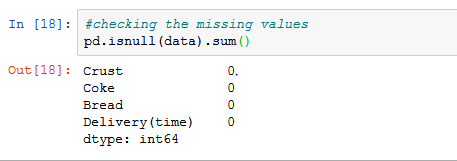 In [18]: #checking the missing values
pd.isnull(data).sum()
Out[18]: Crust 0.
Coke 0
Bread 0
Delivery(time) 0
dtype: int64